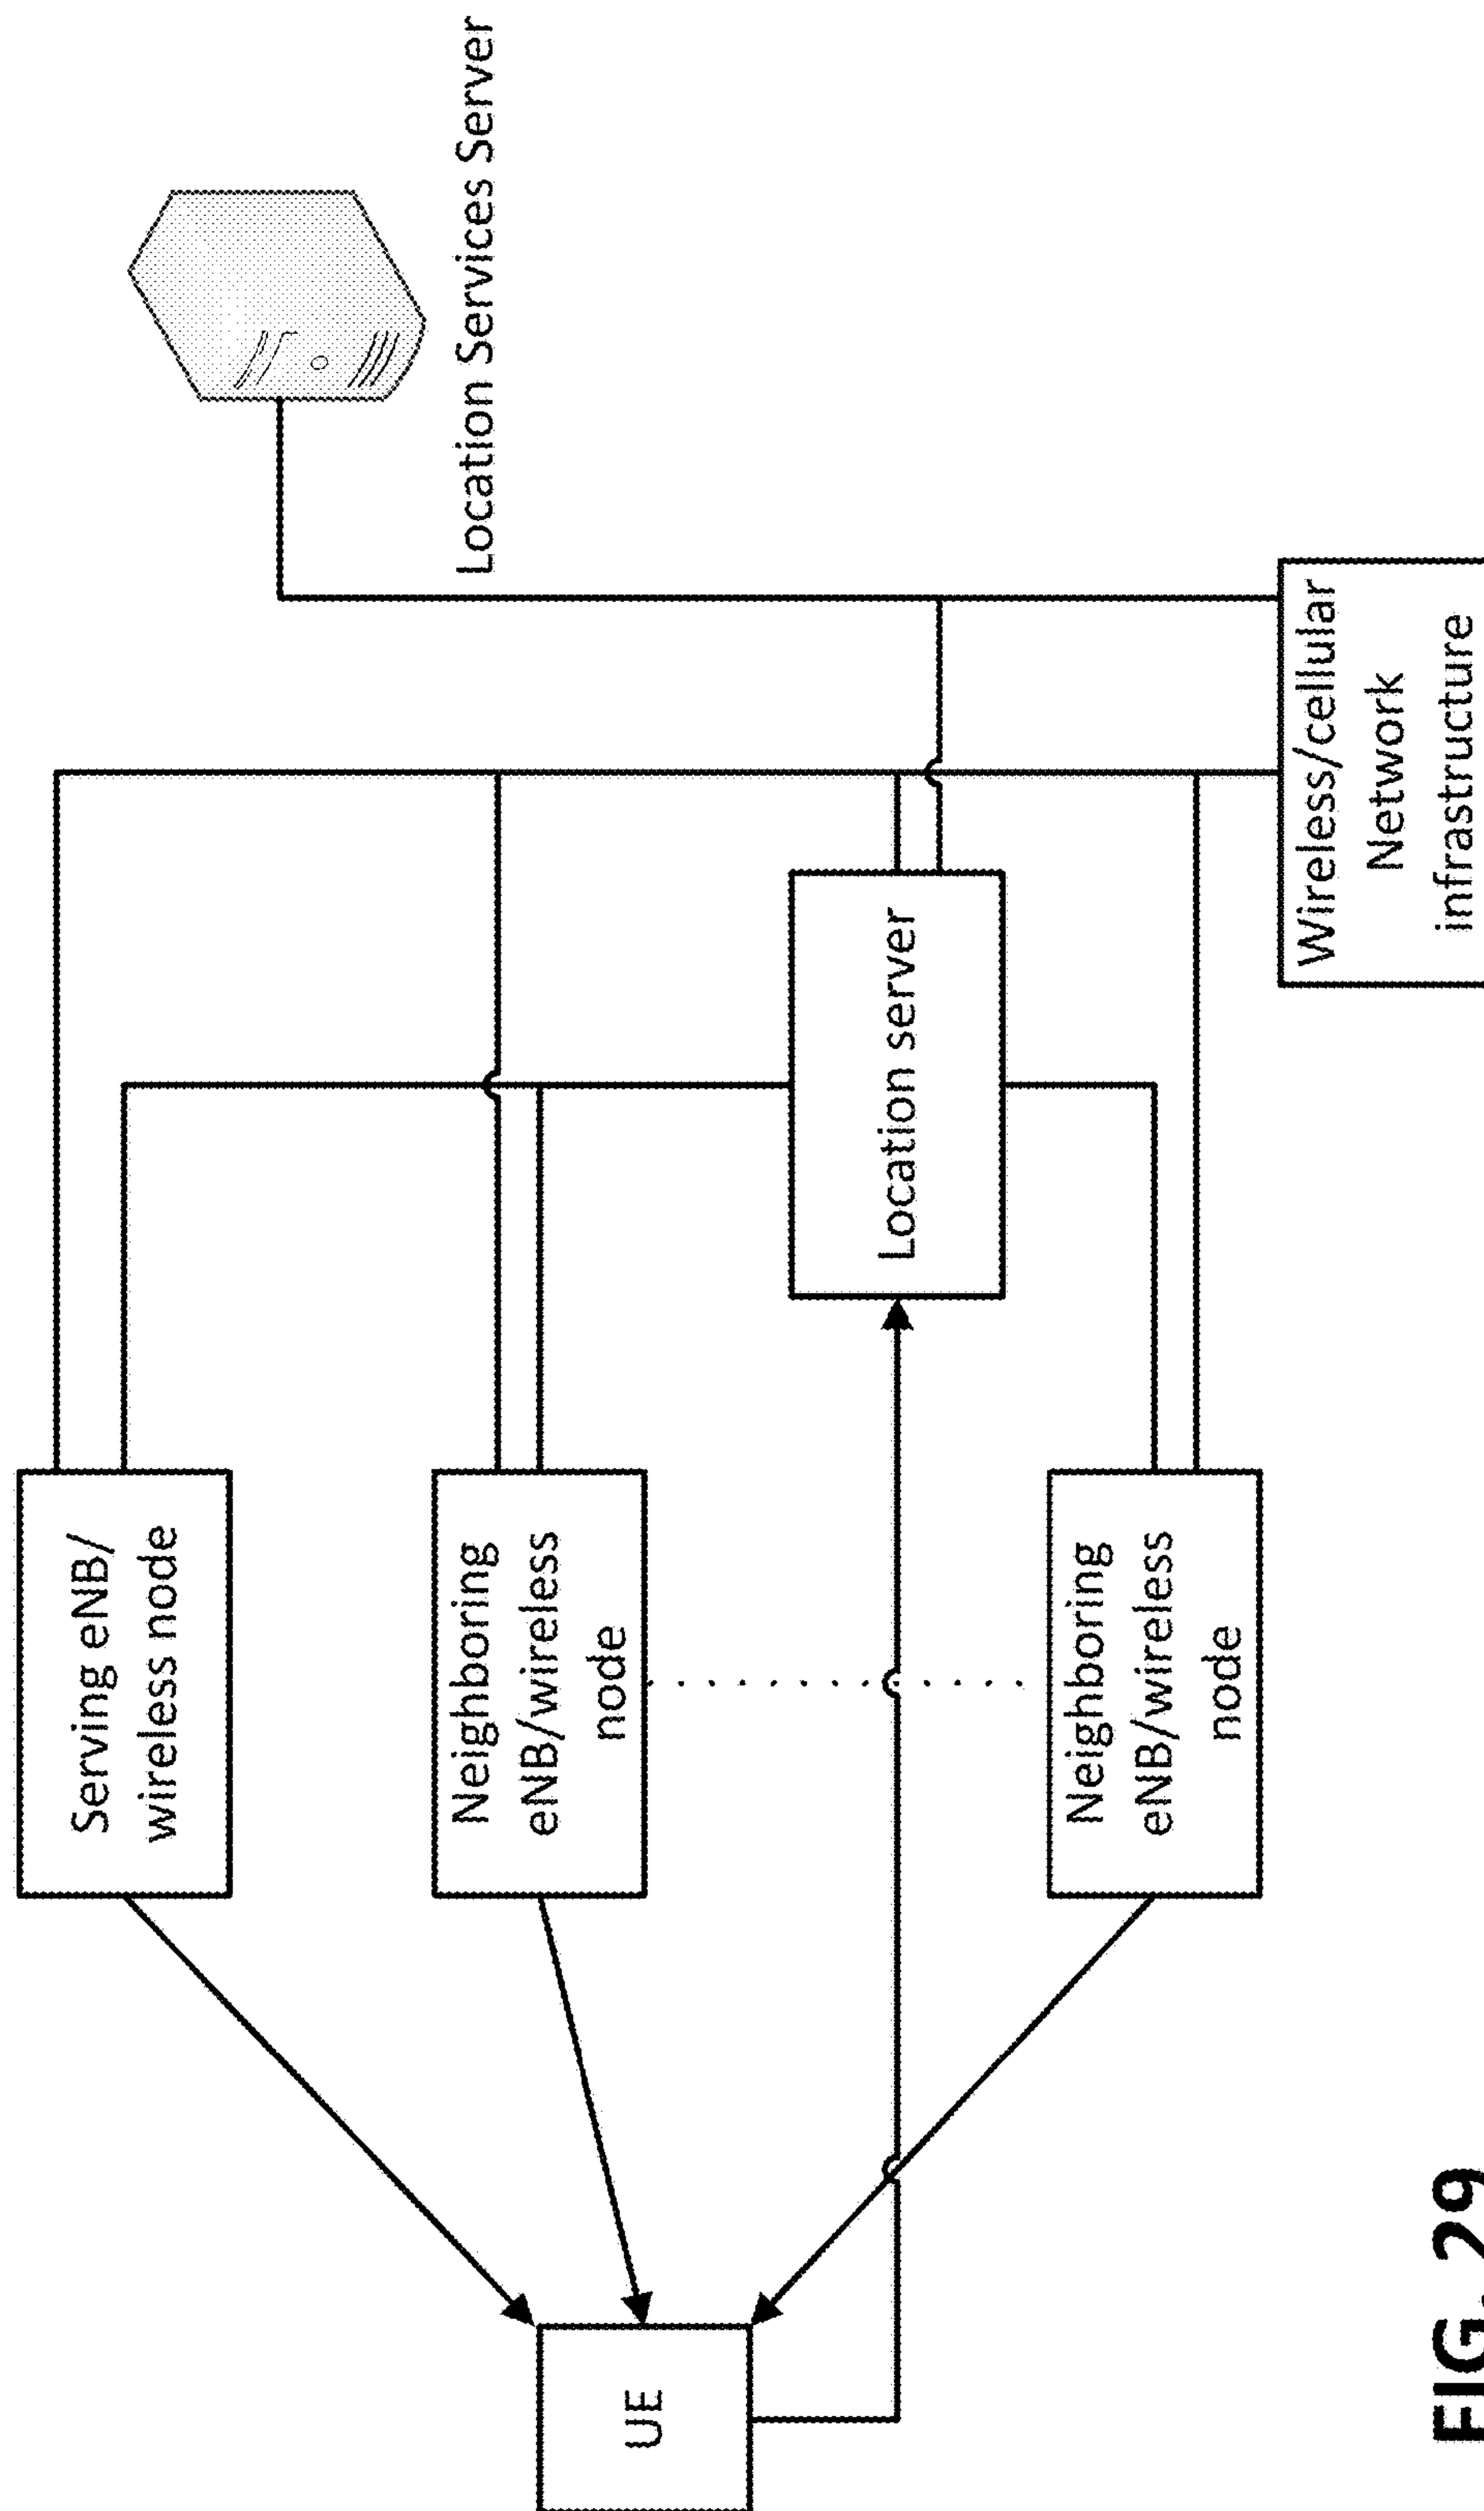 Serving eNB/
wireless node
Location Services Server
Neighboring
eNB/wireless
node
UE
Location server
Neighboring
eNB/wireless
node
Wireless/cellular
Network
infrastructure
FIG. 29